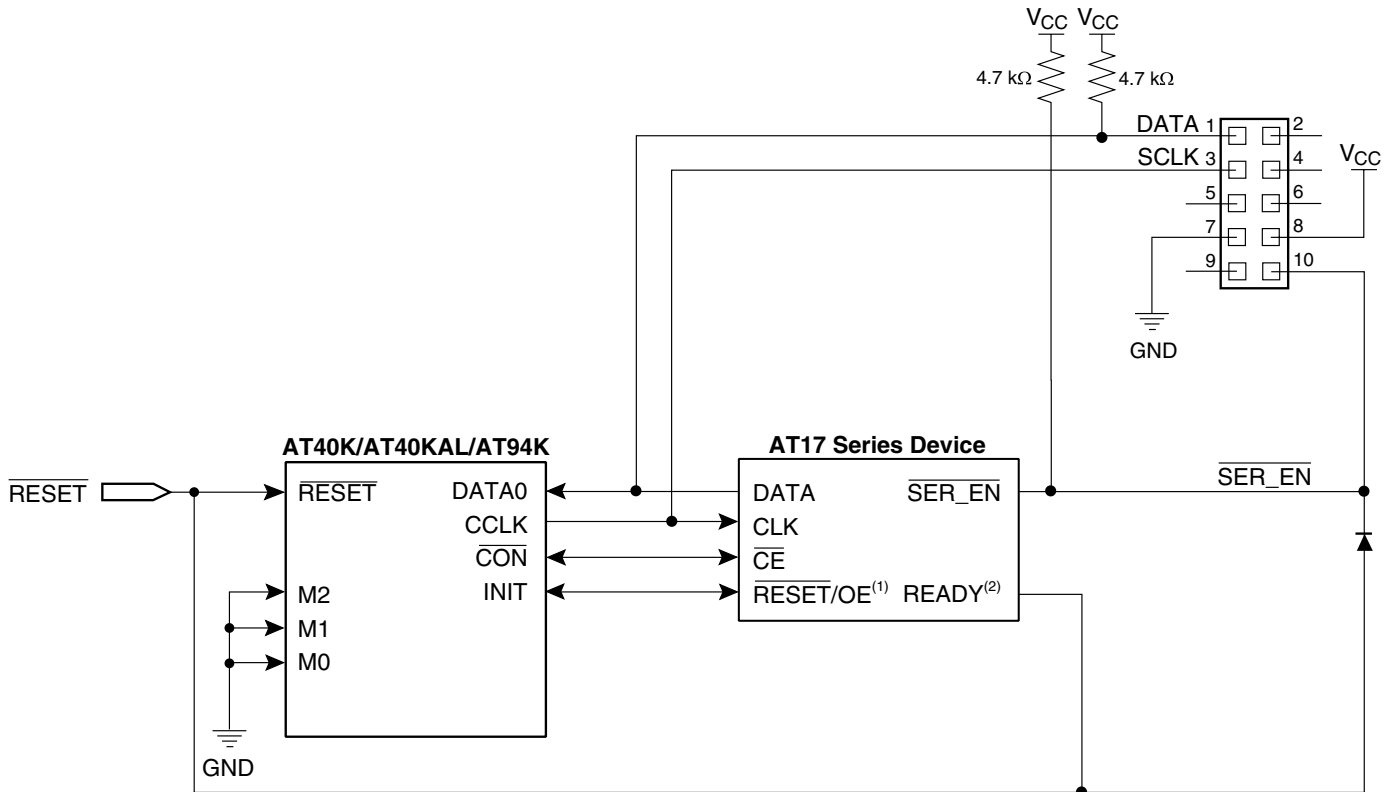 VCC VCC
4.7 kΩ 4.7 kΩ
DATA 1 2
SCLK 3 4 VCC
5 6
7 8
9 10
GND
AT40K/AT40KAL/AT94K AT17 Series Device
RESET RESET DATA0 DATA SER_EN SER_EN
CCLK CLK
CON CE
M2 INIT RESET/OE(1) READY(2)
M1
M0
GND